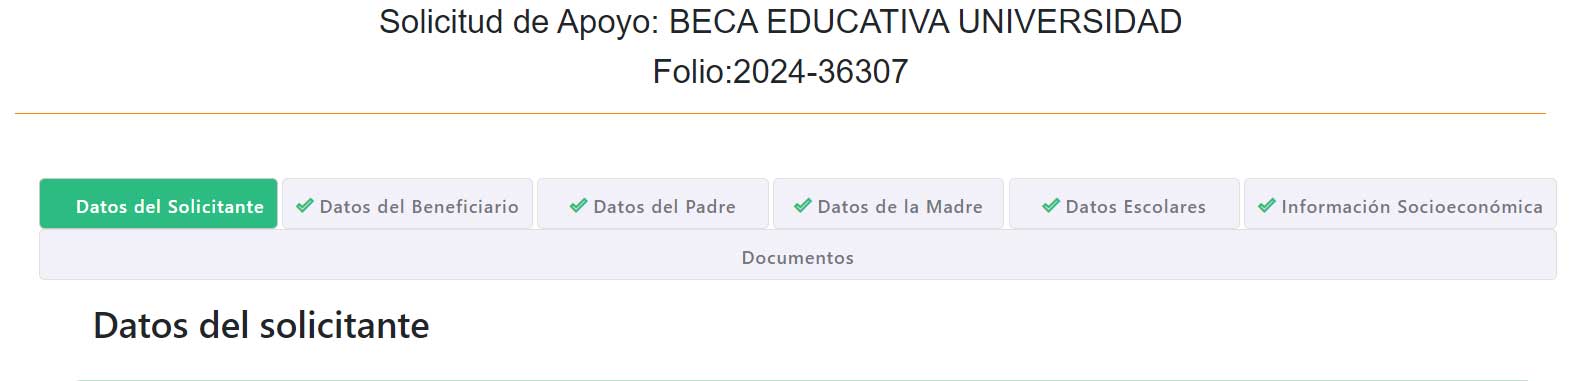 Solicitud de Apoyo: BECA EDUCATIVA UNIVERSIDAD
Folio:2024-36307
Datos del Solicitante
Datos del Beneficiario
Datos del Padre
Datos de la Madre
Datos Escolares
Información Socioeconómica
Documentos
Datos del solicitante